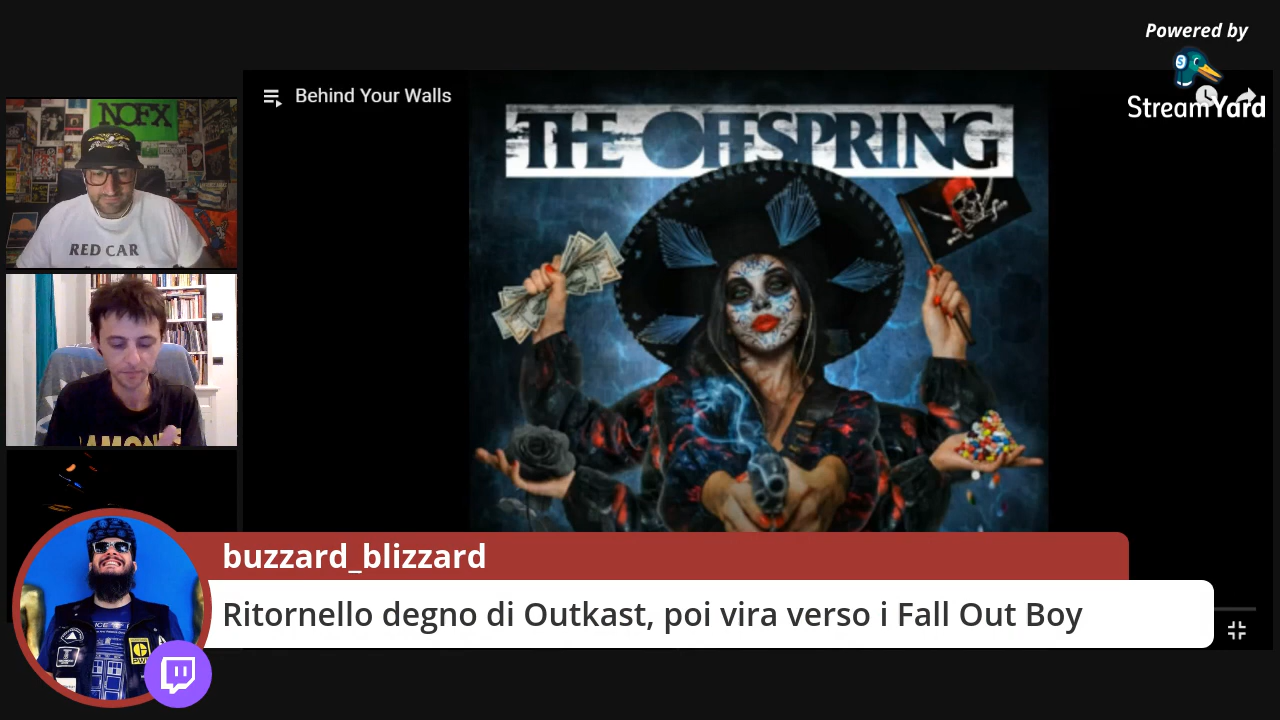 Powered by
StreamYard
Behind Your Walls
THE OFFSPRING
NOFX
RED CAR
RAMONES
buzzard_blizzard
Ritornello degno di Outkast, poi vira verso i Fall Out Boy